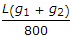 L(g₁ + g₂)
800